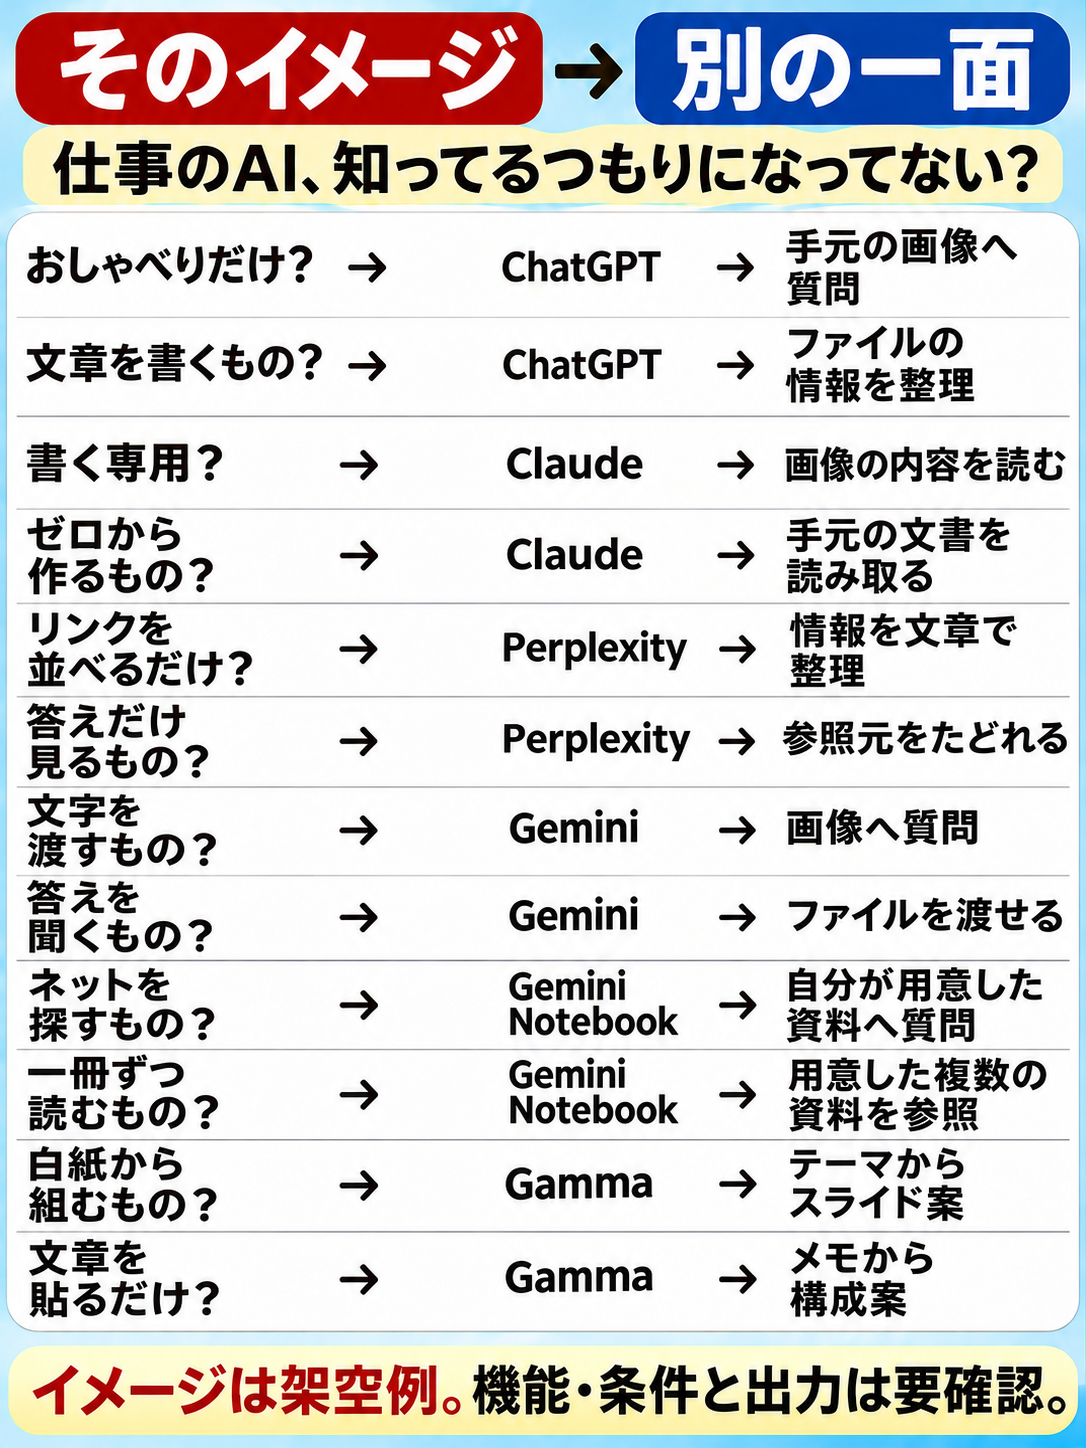 そのイメージ → 別の一面
仕事のAI、知ってるつもりになってない?
おしゃべりだけ? → ChatGPT → 手元の画像へ
質問
文章を書くもの? → ChatGPT → ファイルの
情報を整理
書く専用? → Claude → 画像の内容を読む
ゼロから
作るもの? → Claude → 手元の文書を
読み取る
リンクを
並べるだけ? → Perplexity → 情報を文章で
整理
答えだけ
見るもの? → Perplexity → 参照元をたどれる
文字を
渡すもの? → Gemini → 画像へ質問
答えを
聞くもの? → Gemini → ファイルを渡せる
ネットを
探すもの? → Gemini
Notebook → 自分が用意した
資料へ質問
一冊ずつ
読むもの? → Gemini
Notebook → 用意した複数の
資料を参照
白紙から
組むもの? → Gamma → テーマから
スライド案
文章を
貼るだけ? → Gamma → メモから
構成案
イメージは架空例。機能・条件と出力は要確認。